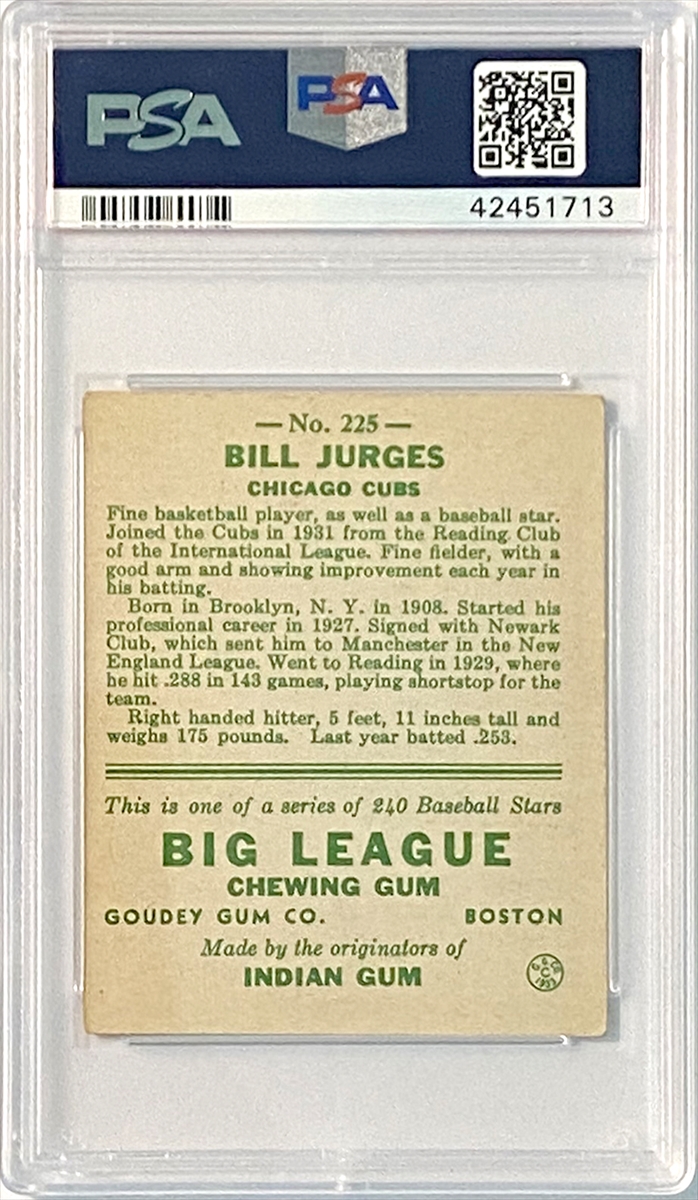 PSA
PSA
42451713
— No. 225 —
BILL JURGES
CHICAGO CUBS
Fine basketball player, as well as a baseball star.
Joined the Cubs in 1931 from the Reading Club
of the International League. Fine fielder, with a
good arm and showing improvement each year in
his batting.
Born in Brooklyn, N. Y. in 1908. Started his
professional career in 1927. Signed with Newark
Club, which sent him to Manchester in the New
England League. Went to Reading in 1929, where
he hit .288 in 143 games, playing shortstop for the
team.
Right handed hitter, 5 feet, 11 inches tall and
weighs 175 pounds. Last year batted .253.
This is one of a series of 240 Baseball Stars
BIG LEAGUE
CHEWING GUM
GOUDEY GUM CO. BOSTON
Made by the originators of
INDIAN GUM
G. G. CO.
C
1933